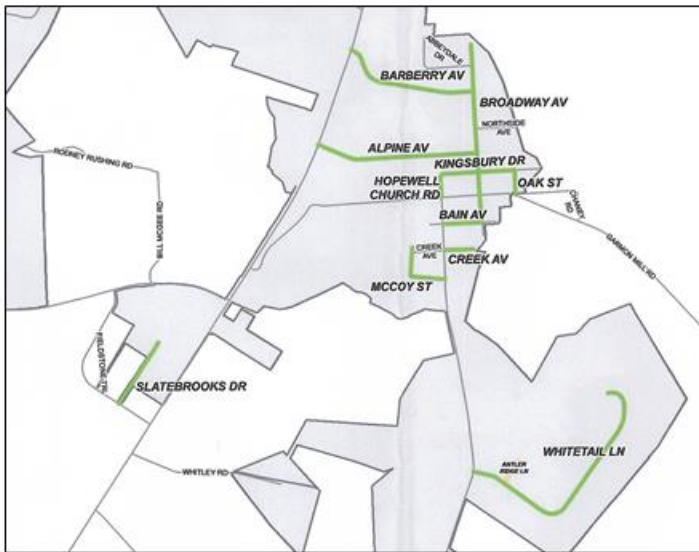 ABBEYDALE
DR
BARBERRY AV
BROADWAY AV
NORTHSIDE
AVE
ALPINE AV
KINGSBURY DR
RODNEY RUSHING RD
HOPEWELL
CHURCH RD
OAK ST
CHANEY
RD
BILL MCGEE RD
BAIN AV
GARMON MILL RD
CREEK
AVE
CREEK AV
MCCOY ST
FIELDSTONE TRL
SLATEBROOKS DR
WHITETAIL LN
ANTLER
RIDGE LN
WHITLEY RD